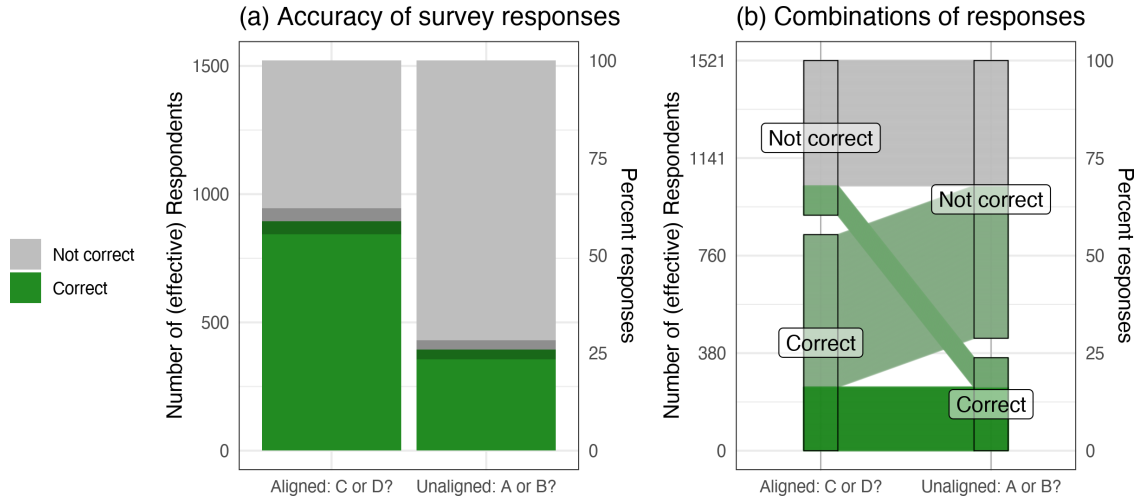 (a) Accuracy of survey responses
(b) Combinations of responses
Not correct
Correct
Number of (effective) Respondents
1500
1000
500
0
100
75
50
25
0
Percent responses
Aligned: C or D?
Unaligned: A or B?
Number of (effective) Respondents
1521
1141
760
380
0
Not correct
Correct
Not correct
Correct
100
75
50
25
0
Percent responses
Aligned: C or D?
Unaligned: A or B?